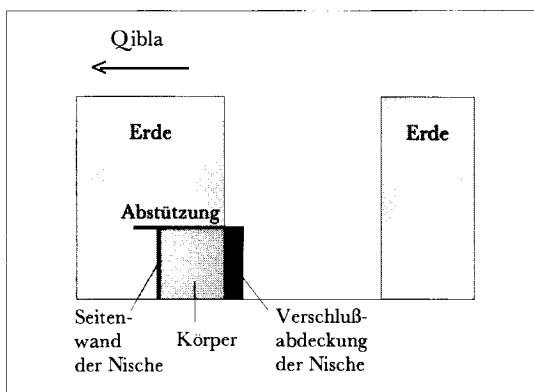 Qibla
Erde
Erde
Abstützung
Seiten-
wand
der Nische
Körper
Verschluß-
abdeckung
der Nische